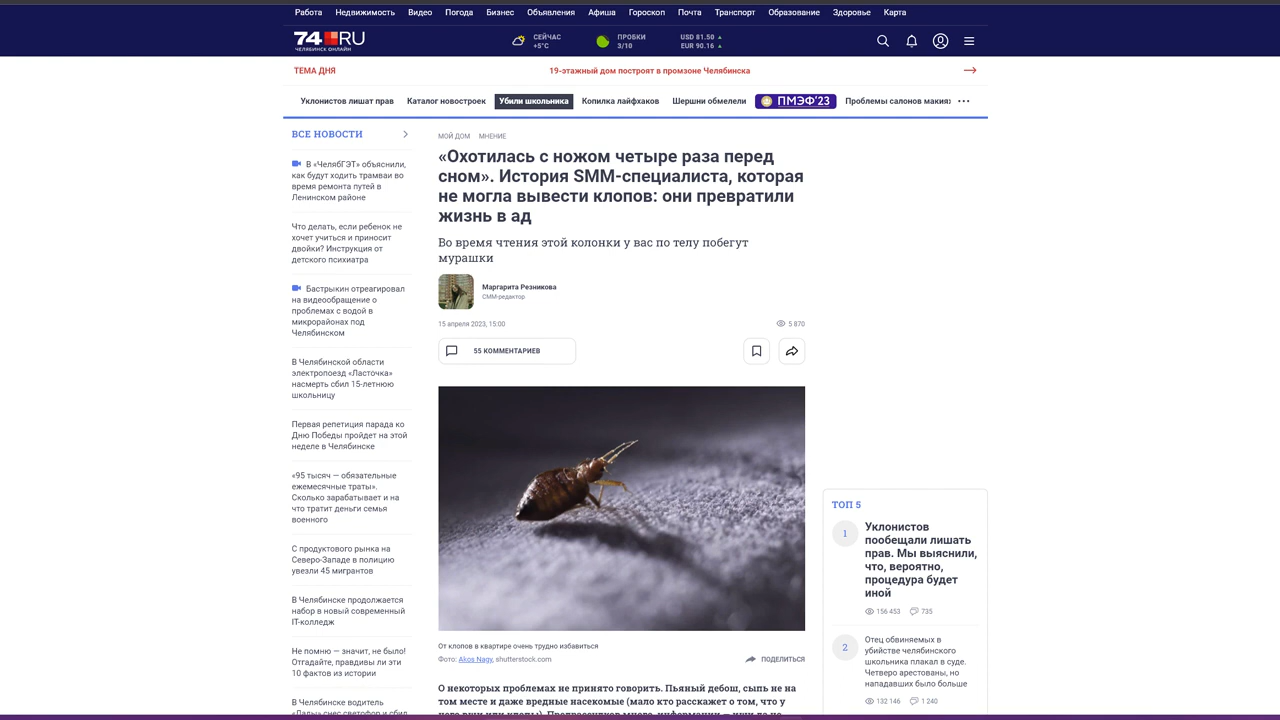 Работа Недвижимость Видео Погода Бизнес Объявления Афиша Гороскоп Почта Транспорт Образование Здоровье Карта
74 RU
ЧЕЛЯБИНСК ОНЛАЙН
СЕЙЧАС
+5°C
ПРОБКИ
3/10
USD 81.50
EUR 90.16
ТЕМА ДНЯ
19-этажный дом построят в промзоне Челябинска
Уклонистов лишат прав Каталог новостроек Убили школьника Копилка лайфхаков Шершни обмелели ПМЭФ'23 Проблемы салонов макия
ВСЕ НОВОСТИ
В «ЧелябГЭТ» объяснили,
как будут ходить трамваи во
время ремонта путей в
Ленинском районе
Что делать, если ребенок не
хочет учиться и приносит
двойки? Инструкция от
детского психиатра
Бастрыкин отреагировал
на видеообращение о
проблемах с водой в
микрорайонах под
Челябинском
В Челябинской области
электропоезд «Ласточка»
насмерть сбил 15-летнюю
школьницу
Первая репетиция парада ко
Дню Победы пройдет на этой
неделе в Челябинске
«95 тысяч — обязательные
ежемесячные траты».
Сколько зарабатывает и на
что тратит деньги семья
военного
С продуктового рынка на
Северо-Западе в полицию
увезли 45 мигрантов
В Челябинске продолжается
набор в новый современный
IT-колледж
Не помню — значит, не было!
Отгадайте, правдивы ли эти
10 фактов из истории
В Челябинске водитель
«Лады» снес светофор и сбил
МОЙ ДОМ МНЕНИЕ
«Охотилась с ножом четыре раза перед
сном». История SMM-специалиста, которая
не могла вывести клопов: они превратили
жизнь в ад
Во время чтения этой колонки у вас по телу побегут
мурашки
Маргарита Резникова
СММ-редактор
15 апреля 2023, 15:00
5 870
55 КОММЕНТАРИЕВ
От клопов в квартире очень трудно избавиться
Фото: Akos Nagy, shutterstock.com
ПОДЕЛИТЬСЯ
О некоторых проблемах не принято говорить. Пьяный дебош, сыпь не на
том месте и даже вредные насекомые (мало кто расскажет о том, что у
ТОП 5
1
Уклонистов
пообещали лишать
прав. Мы выяснили,
что, вероятно,
процедура будет
иной
156 453 735
2
Отец обвиняемых в
убийстве челябинского
школьника плакал в суде.
Четверо арестованы, но
нападавших было больше
132 146 1 240